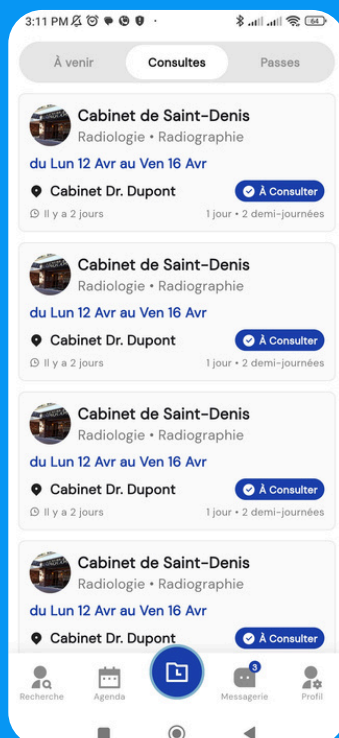 3:11 PM
64
À venir
Consultes
Passes
Cabinet de Saint-Denis
Radiologie • Radiographie
du Lun 12 Avr au Ven 16 Avr
Cabinet Dr. Dupont
À Consulter
Il y a 2 jours
1 jour • 2 demi-journées
Cabinet de Saint-Denis
Radiologie • Radiographie
du Lun 12 Avr au Ven 16 Avr
Cabinet Dr. Dupont
À Consulter
Il y a 2 jours
1 jour • 2 demi-journées
Cabinet de Saint-Denis
Radiologie • Radiographie
du Lun 12 Avr au Ven 16 Avr
Cabinet Dr. Dupont
À Consulter
Il y a 2 jours
1 jour • 2 demi-journées
Cabinet de Saint-Denis
Radiologie • Radiographie
du Lun 12 Avr au Ven 16 Avr
Cabinet Dr. Dupont
À Consulter
3
Recherche
Agenda
Messagerie
Profil